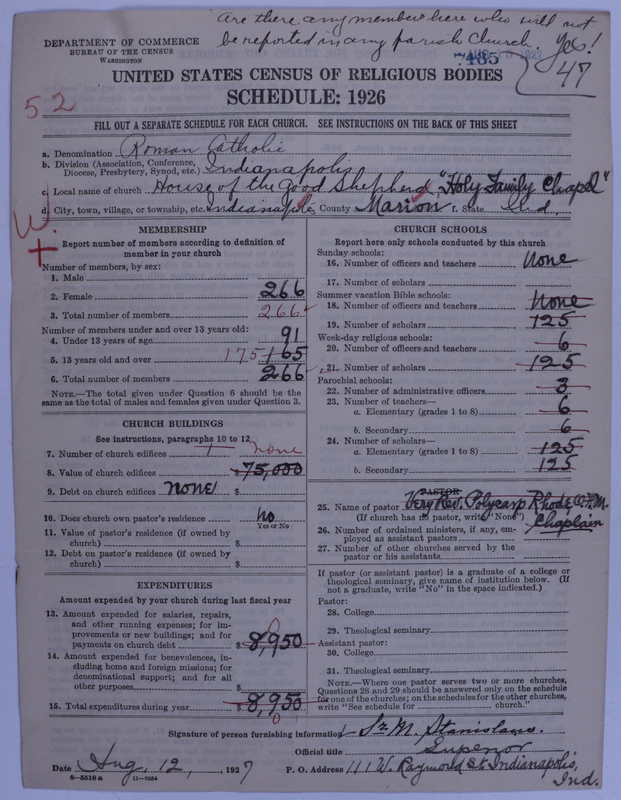 Are there any members here who will not
be reported in any parish church
Yes!
47
DEPARTMENT OF COMMERCE
BUREAU OF THE CENSUS
WASHINGTON
7435
UNITED STATES CENSUS OF RELIGIOUS BODIES
SCHEDULE: 1926
52
FILL OUT A SEPARATE SCHEDULE FOR EACH CHURCH. SEE INSTRUCTIONS ON THE BACK OF THIS SHEET
a. Denomination Roman Catholic
b. Division (Association, Conference, Diocese, Presbytery, Synod, etc.) Indianapolis
c. Local name of church House of the Good Shepherd, "Holy Family Chapel"
d. City, town, village, or township, etc. Indianapolis e. County Marion f. State Ind.
W.
+
MEMBERSHIP
Report number of members according to definition of
member in your church
Number of members, by sex:
1. Male
2. Female 266
3. Total number of members 266
Number of members under and over 13 years old:
4. Under 13 years of age 91
5. 13 years old and over 175 165
6. Total number of members 266
NOTE.—The total given under Question 6 should be
same as the total of males and females given under Question 3.
CHURCH BUILDINGS
See instructions, paragraphs 10 to 12
7. Number of church edifices 1 none
8. Value of church edifices $ 75,000
9. Debt on church edifices none $
10. Does church own pastor's residence No
Yes or No
11. Value of pastor's residence (if owned by
church) $
12. Debt on pastor's residence (if owned by
church) $
EXPENDITURES
Amount expended by your church during last fiscal year
13. Amount expended for salaries, repairs,
and other running expenses; for im-
provements or new buildings; and for
payments on church debt $ 8,950
0
14. Amount expended for benevolences, in-
cluding home and foreign missions; for
denominational support; and for all
other purposes $
15. Total expenditures during year $ 8,950
0
CHURCH SCHOOLS
Report here only schools conducted by this church
Sunday schools:
16. Number of officers and teachers None
17. Number of scholars
Summer vacation Bible schools:
18. Number of officers and teachers None
19. Number of scholars 125
Week-day religious schools:
20. Number of officers and teachers 6
21. Number of scholars 125
Parochial schools:
22. Number of administrative officers 3
23. Number of teachers—
a. Elementary (grades 1 to 8) 6
b. Secondary 6
24. Number of scholars—
a. Elementary (grades 1 to 8) 125
b. Secondary 125
PASTOR
25. Name of pastor Very Rev. Polycarp Rhode O.F.M.
(If church has no pastor, write "None") Chaplain
26. Number of ordained ministers, if any, em-
ployed as assistant pastors
27. Number of other churches served by the
pastor or his assistants
If pastor (or assistant pastor) is a graduate of a college or
theological seminary, give name of institution below. (If
not a graduate, write "No" in the space indicated.)
Pastor:
28. College
29. Theological seminary
Assistant pastor:
30. College
31. Theological seminary
NOTE.—Where one pastor serves two or more churches,
Questions 28 and 29 should be answered only on the schedule
for one of the churches; on the schedules for the other churches,
write "See schedule for church."
Signature of person furnishing information Sr. M. Stanislaus.
Official title Superior
Date Aug. 12, 1927 P. O. Address 111 W. Raymond St. Indianapolis,
Ind.
8-5518a 11-9084